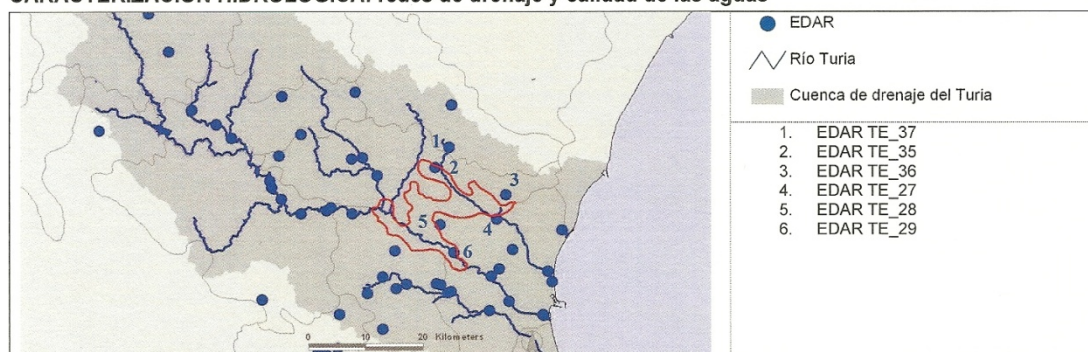 CARACTERIZACIÓN HIDROLÓGICA: redes de drenaje y calidad de las aguas
EDAR
Río Turia
Cuenca de drenaje del Turia
1. EDAR TE_37
2. EDAR TE_35
3. EDAR TE_36
4. EDAR TE_27
5. EDAR TE_28
6. EDAR TE_29
1
2
3
4
5
6
0 10 20 Kilometers